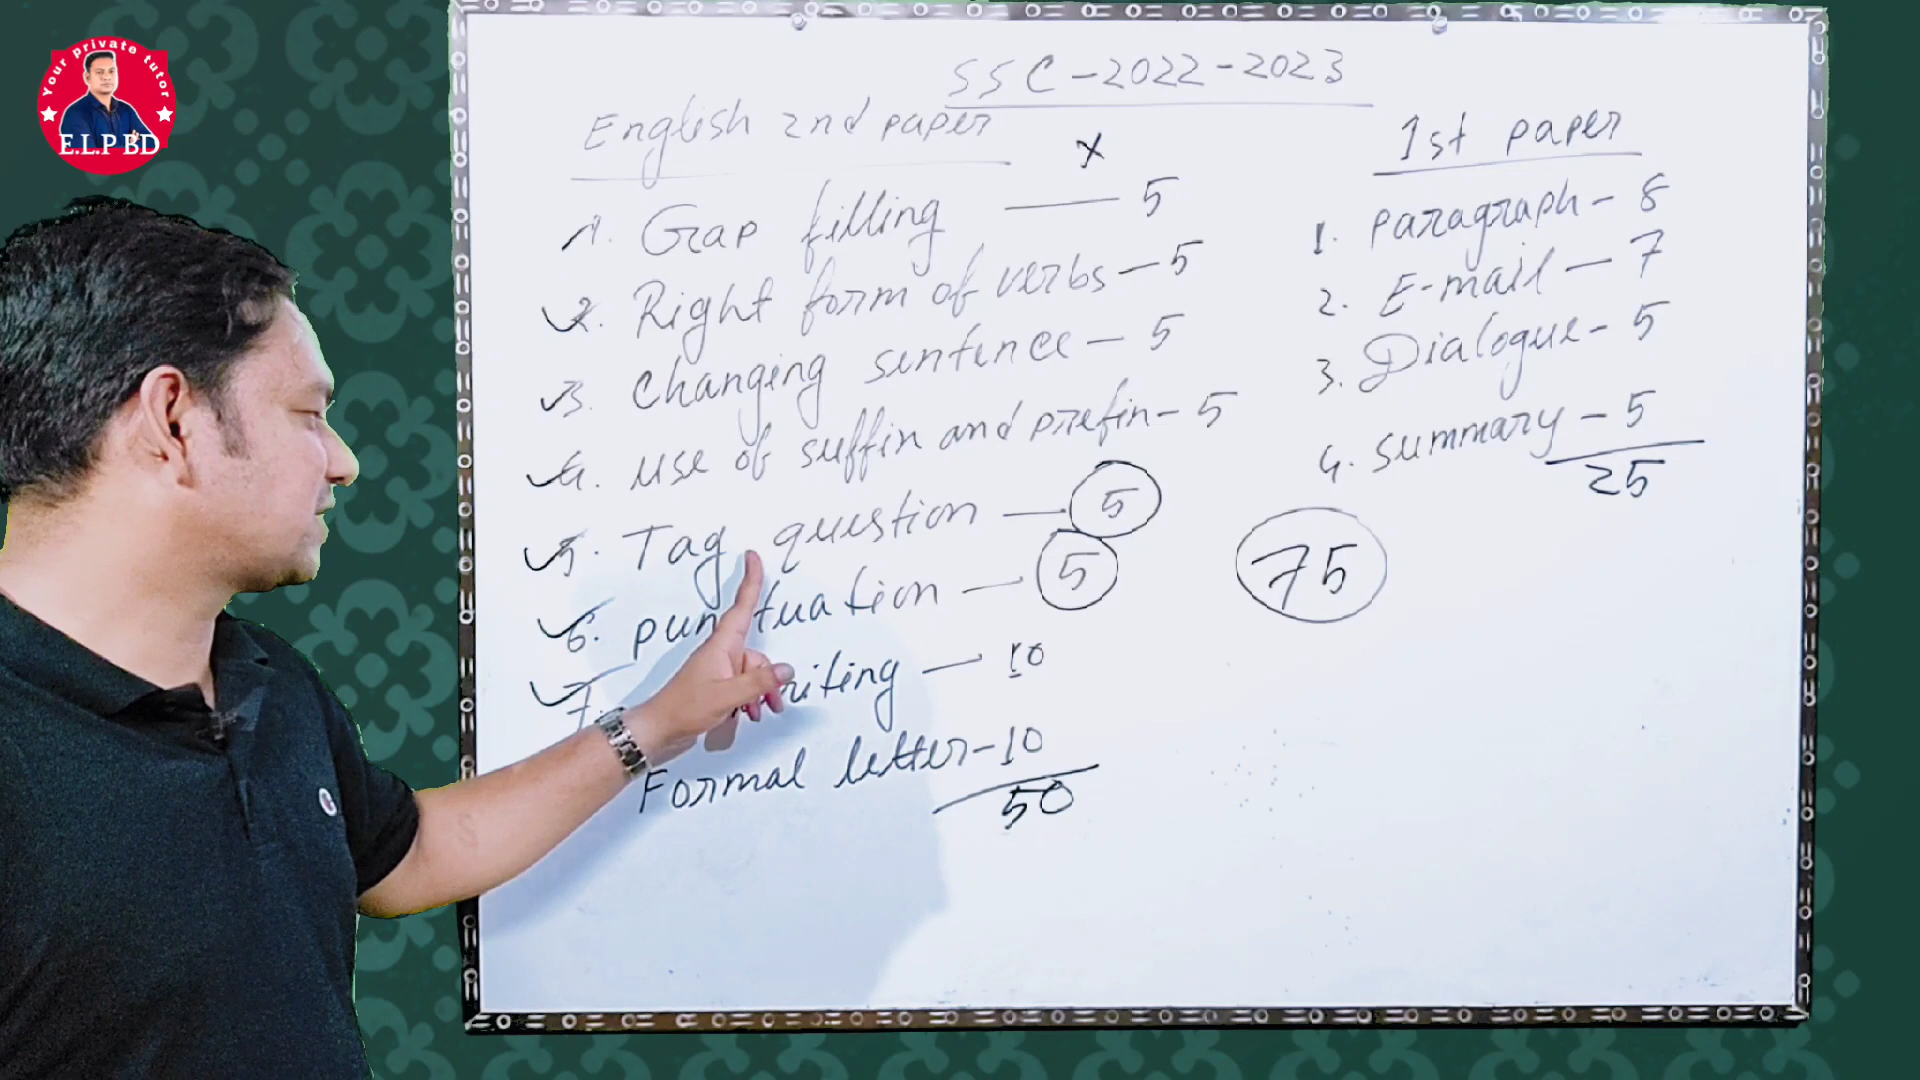 Your private tutor
E.L.P BD
SSC-2022-2023
English 2nd paper
x
1. Gap filling — 5
2. Right form of verbs — 5
3. Changing sentence — 5
4. Use of suffix and prefix - 5
5. Tag question — 5
6. punctuation — 5
7. writing — 10
Formal letter - 10
50
1st paper
1. paragraph - 8
2. E-mail — 7
3. Dialogue - 5
4. Summary - 5
25
75